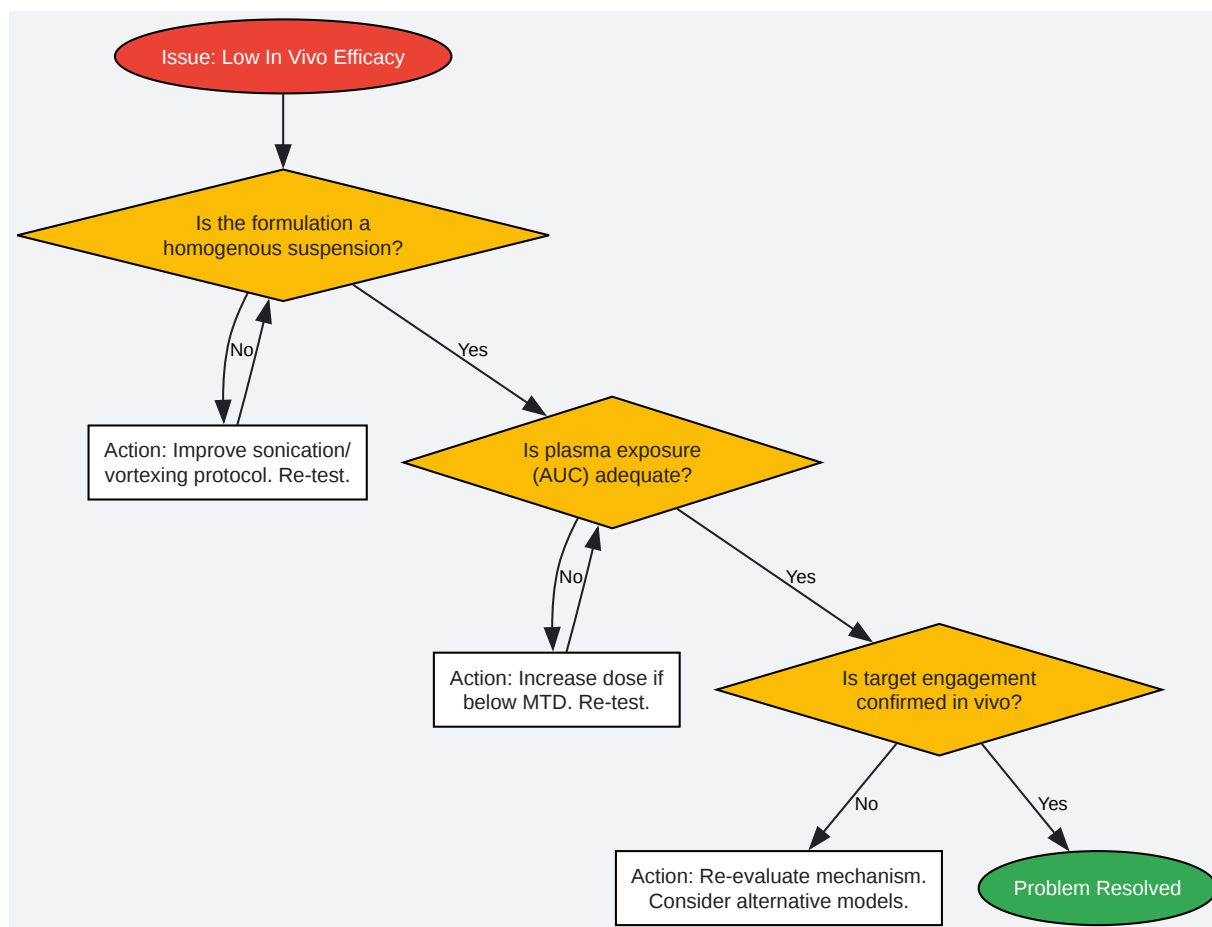 Issue: Low In Vivo Efficacy
Is the formulation a
homogenous suspension?
No
Yes
Action: Improve sonication/
vortexing protocol. Re-test.
Is plasma exposure
(AUC) adequate?
No
Yes
Action: Increase dose if
below MTD. Re-test.
Is target engagement
confirmed in vivo?
No
Yes
Action: Re-evaluate mechanism.
Consider alternative models.
Problem Resolved